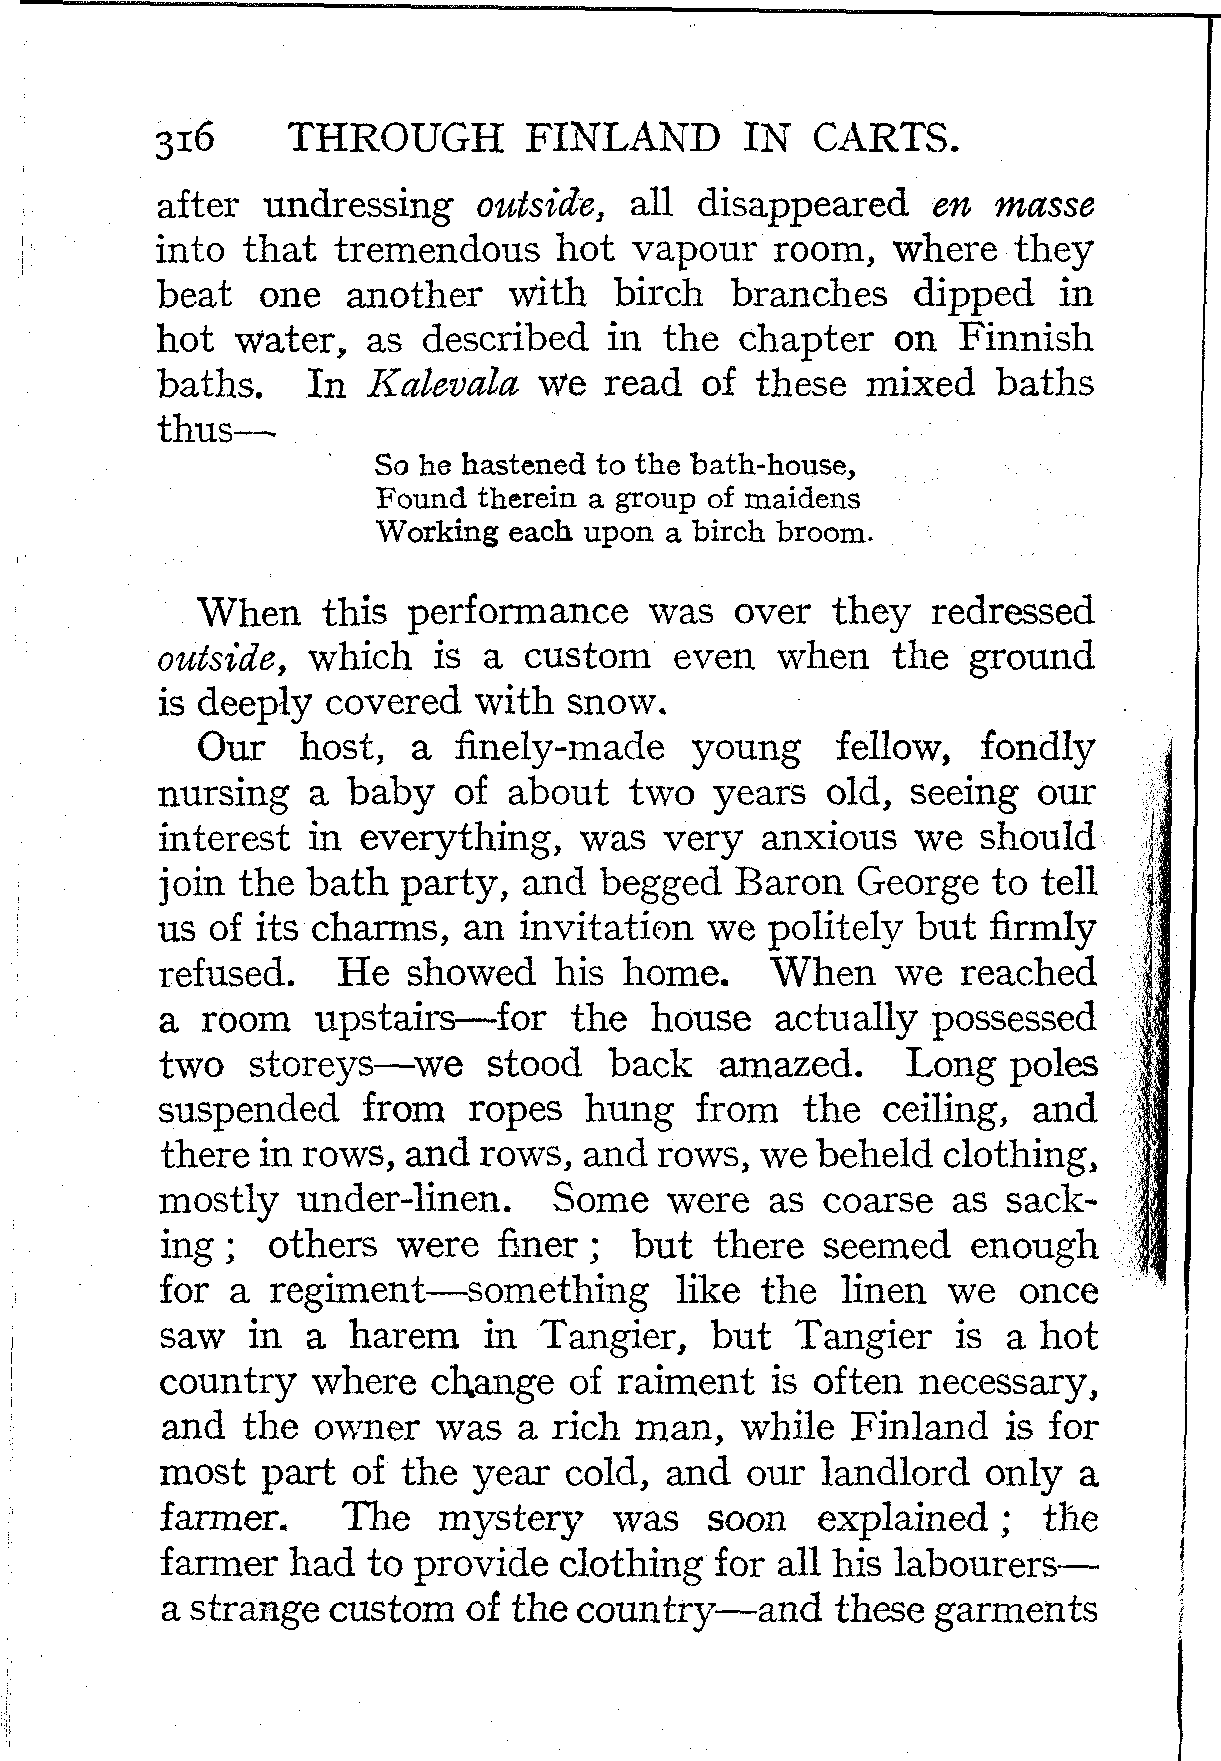 316 THROUGH FINLAND IN CARTS.
after undressing outside, all disappeared en masse
into that tremendous hot vapour room, where they
beat one another with birch branches dipped in
hot water, as described in the chapter on Finnish
baths. In Kalevala we read of these mixed baths
thus—
So he hastened to the bath-house,
Found therein a group of maidens
Working each upon a birch broom.
When this performance was over they redressed
outside, which is a custom even when the ground
is deeply covered with snow.
Our host, a finely-made young fellow, fondly
nursing a baby of about two years old, seeing our
interest in everything, was very anxious we should
join the bath party, and begged Baron George to tell
us of its charms, an invitation we politely but firmly
refused. He showed his home. When we reached
a room upstairs—for the house actually possessed
two storeys—we stood back amazed. Long poles
suspended from ropes hung from the ceiling, and
there in rows, and rows, and rows, we beheld clothing,
mostly under-linen. Some were as coarse as sack-
ing; others were finer; but there seemed enough
for a regiment—something like the linen we once
saw in a harem in Tangier, but Tangier is a hot
country where change of raiment is often necessary,
and the owner was a rich man, while Finland is for
most part of the year cold, and our landlord only a
farmer. The mystery was soon explained; the
farmer had to provide clothing for all his labourers—
a strange custom of the country—and these garments